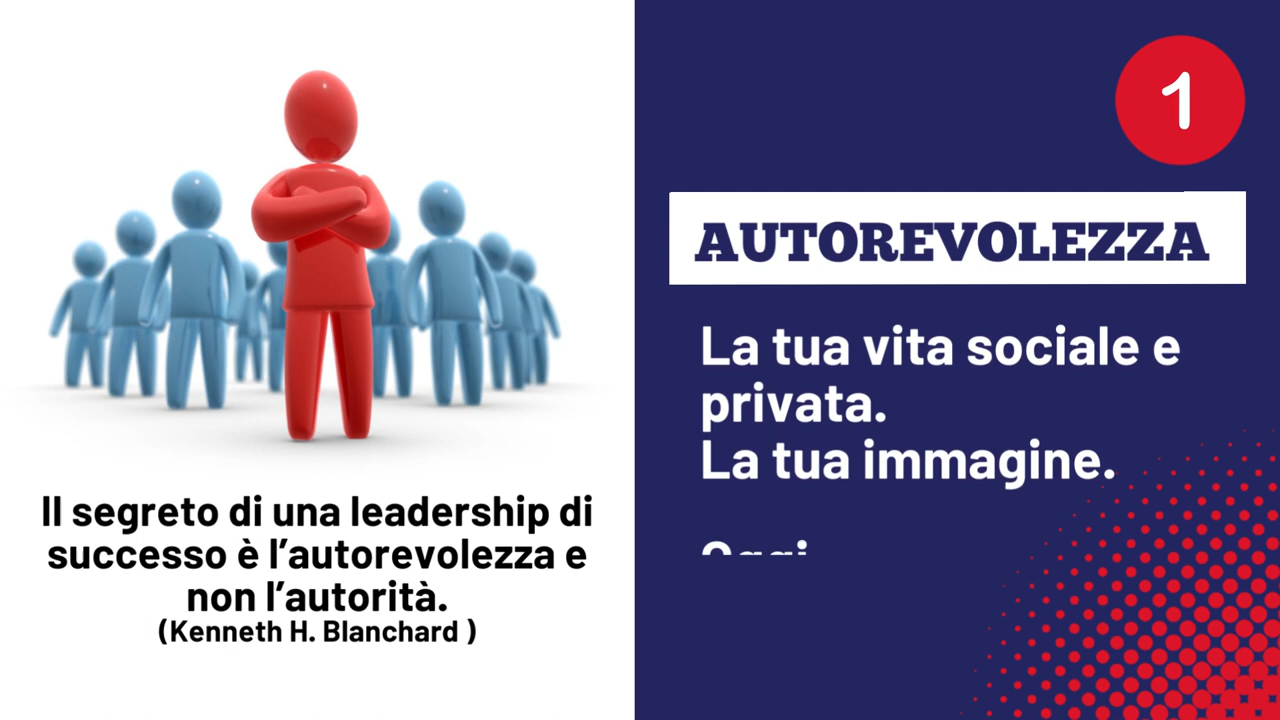 Il segreto di una leadership di
successo è l’autorevolezza e
non l’autorità.
(Kenneth H. Blanchard )
1
AUTOREVOLEZZA
La tua vita sociale e
privata.
La tua immagine.
Oggi